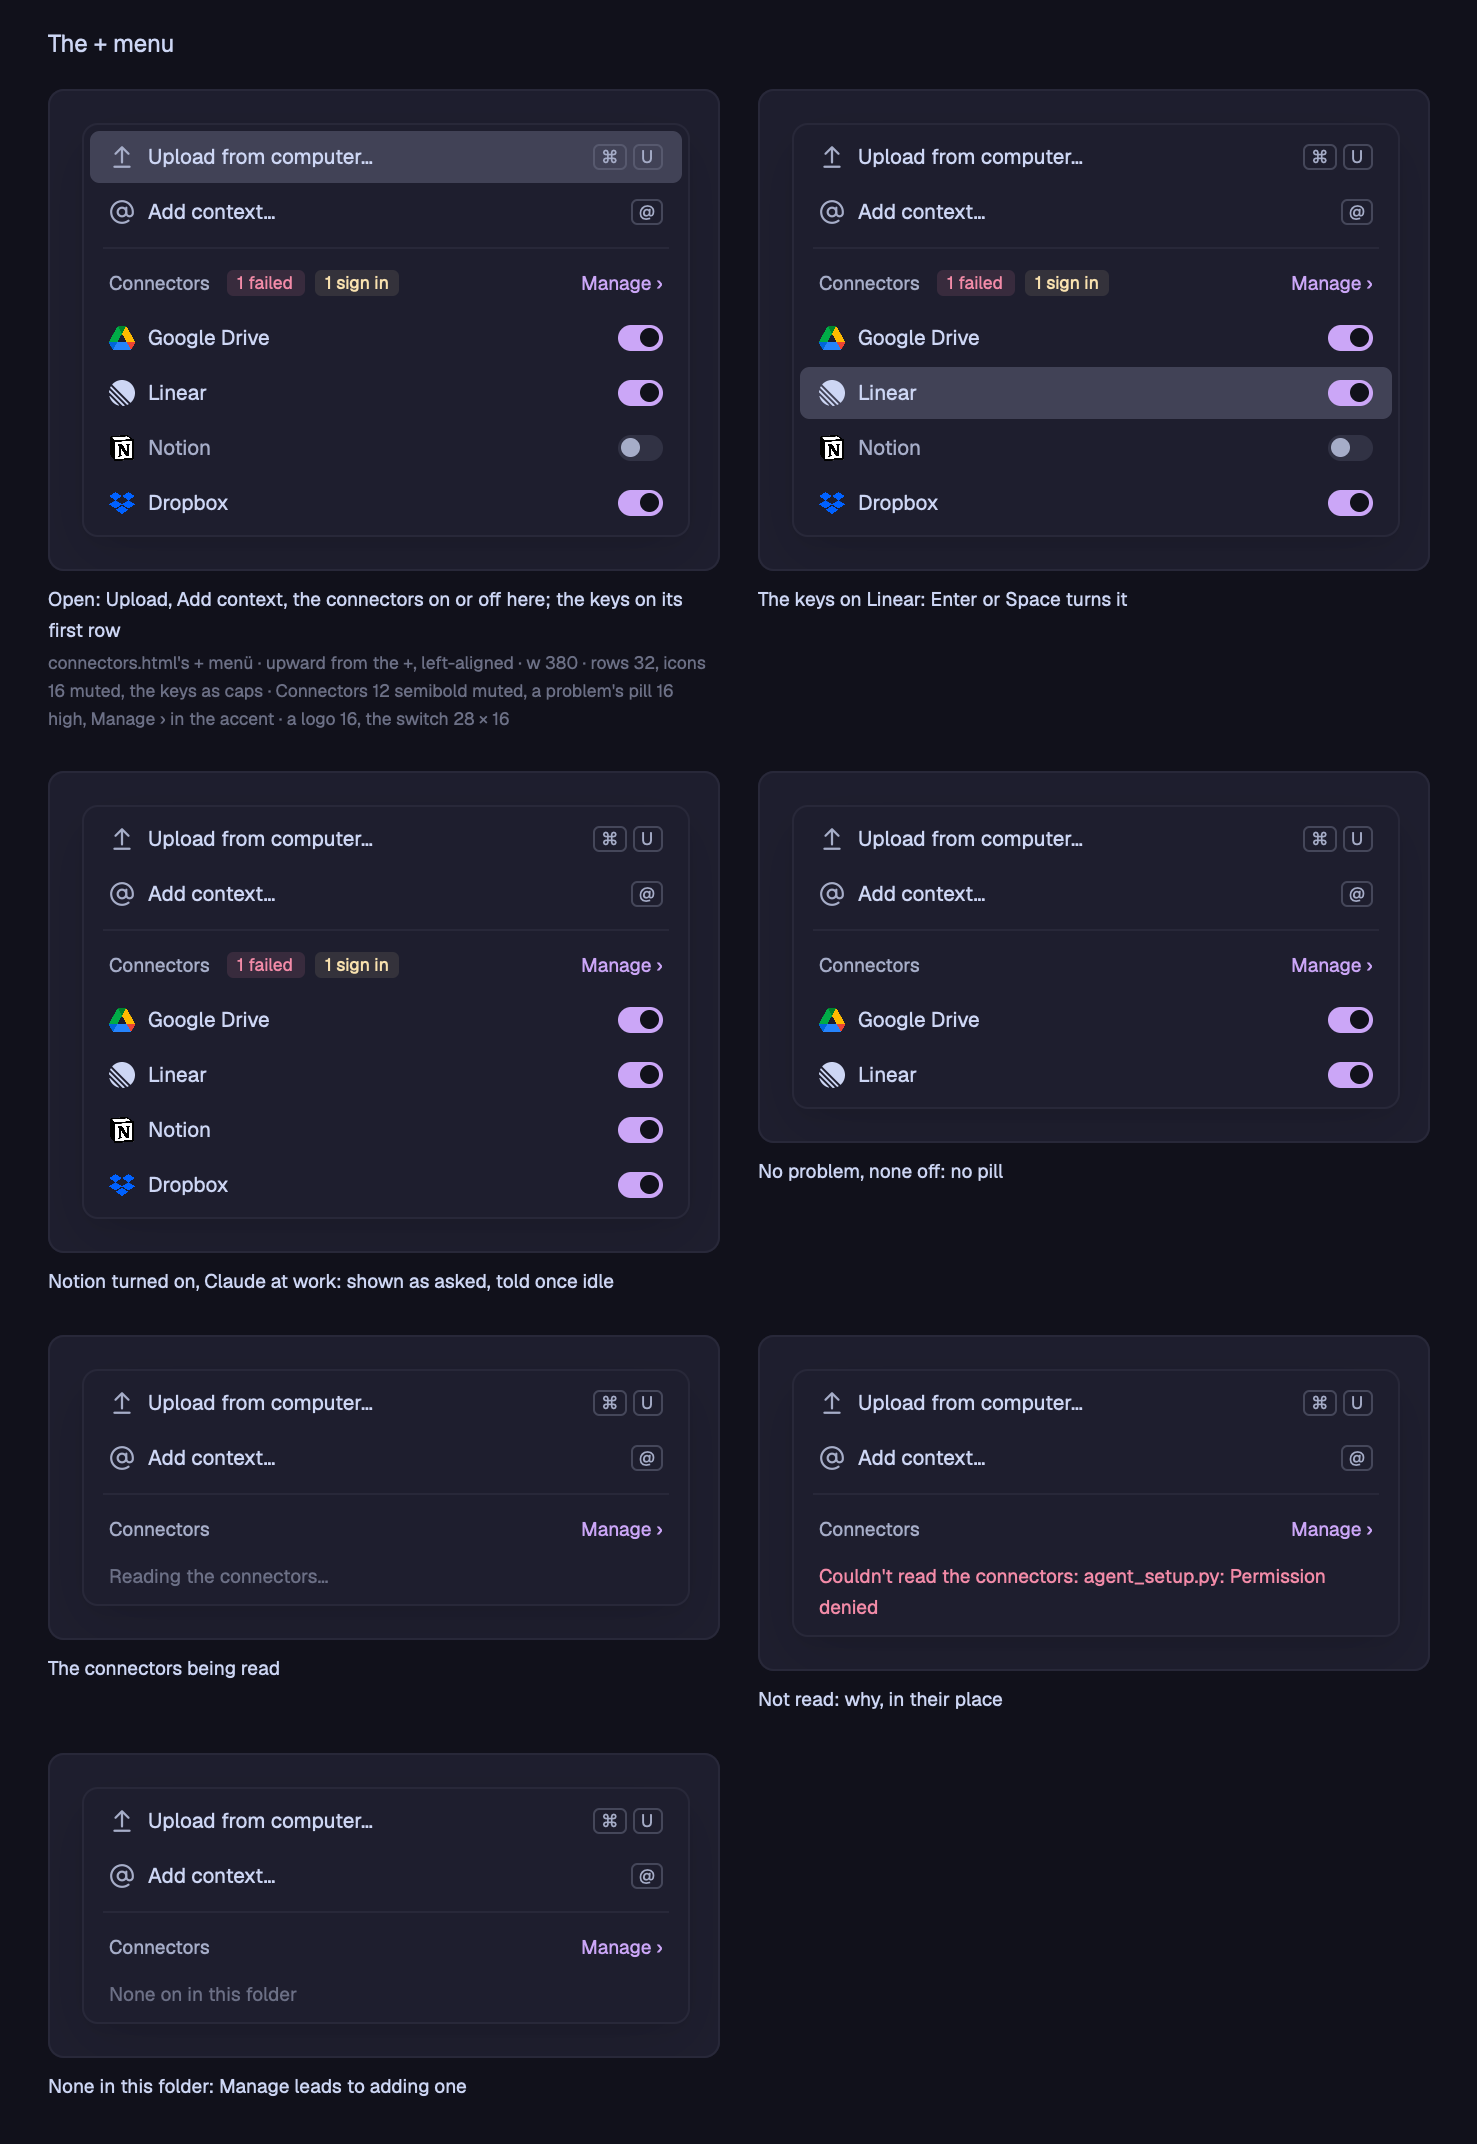 The + menu
Upload from computer... ⌘ U
Add context... @
Connectors 1 failed 1 sign in Manage ›
Google Drive
Linear
Notion
Dropbox
Open: Upload, Add context, the connectors on or off here; the keys on its
first row
connectors.html's + menü · upward from the +, left-aligned · w 380 · rows 32, icons
16 muted, the keys as caps · Connectors 12 semibold muted, a problem's pill 16
high, Manage › in the accent · a logo 16, the switch 28 × 16
Upload from computer... ⌘ U
Add context... @
Connectors 1 failed 1 sign in Manage ›
Google Drive
Linear
Notion
Dropbox
The keys on Linear: Enter or Space turns it
Upload from computer... ⌘ U
Add context... @
Connectors 1 failed 1 sign in Manage ›
Google Drive
Linear
Notion
Dropbox
Notion turned on, Claude at work: shown as asked, told once idle
Upload from computer... ⌘ U
Add context... @
Connectors Manage ›
Google Drive
Linear
No problem, none off: no pill
Upload from computer... ⌘ U
Add context... @
Connectors Manage ›
Reading the connectors...
The connectors being read
Upload from computer... ⌘ U
Add context... @
Connectors Manage ›
Couldn't read the connectors: agent_setup.py: Permission
denied
Not read: why, in their place
Upload from computer... ⌘ U
Add context... @
Connectors Manage ›
None on in this folder
None in this folder: Manage leads to adding one